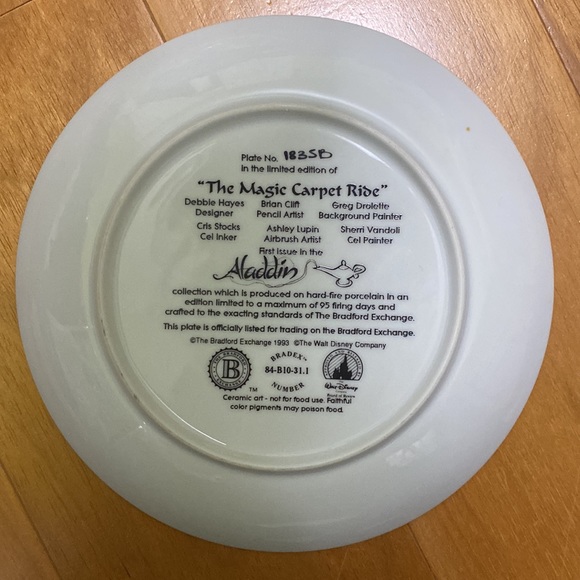 Plate No. 1835B
in the limited edition of
"The Magic Carpet Ride"
Debbie Hayes Brian Clift Greg Drolette
Designer Pencil Artist Background Painter
Cris Stocks Ashley Lupin Sherri Vandoli
Cel Inker Airbrush Artist Cel Painter
First issue in the
Aladdin
collection which is produced on hard-fire porcelain in an
edition limited to a maximum of 95 firing days and
crafted to the exacting standards of The Bradford Exchange.
This plate is officially listed for trading on the Bradford Exchange.
©The Bradford Exchange 1993 ©The Walt Disney Company
B
TM
BRADEX™
84-B10-31.1
NUMBER
The
Walt Disney
Company
Ceramic art - not for food use. Faithful
color pigments may poison food.